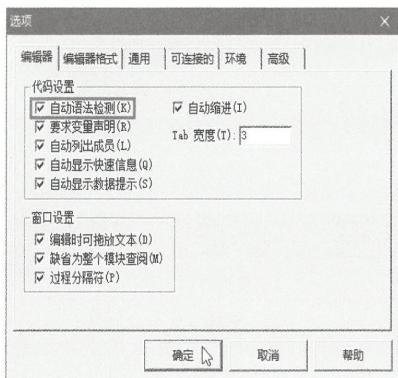 选项
编辑器 编辑器格式 通用 可连接的 环境 高级
代码设置
自动语法检测(K) 自动缩进(I)
要求变量声明(R) Tab 宽度(T): 3
自动列出成员(L)
自动显示快速信息(Q)
自动显示数据提示(S)
窗口设置
编辑时可拖放文本(D)
缺省为整个模块查阅(M)
过程分隔符(P)
确定 取消 帮助